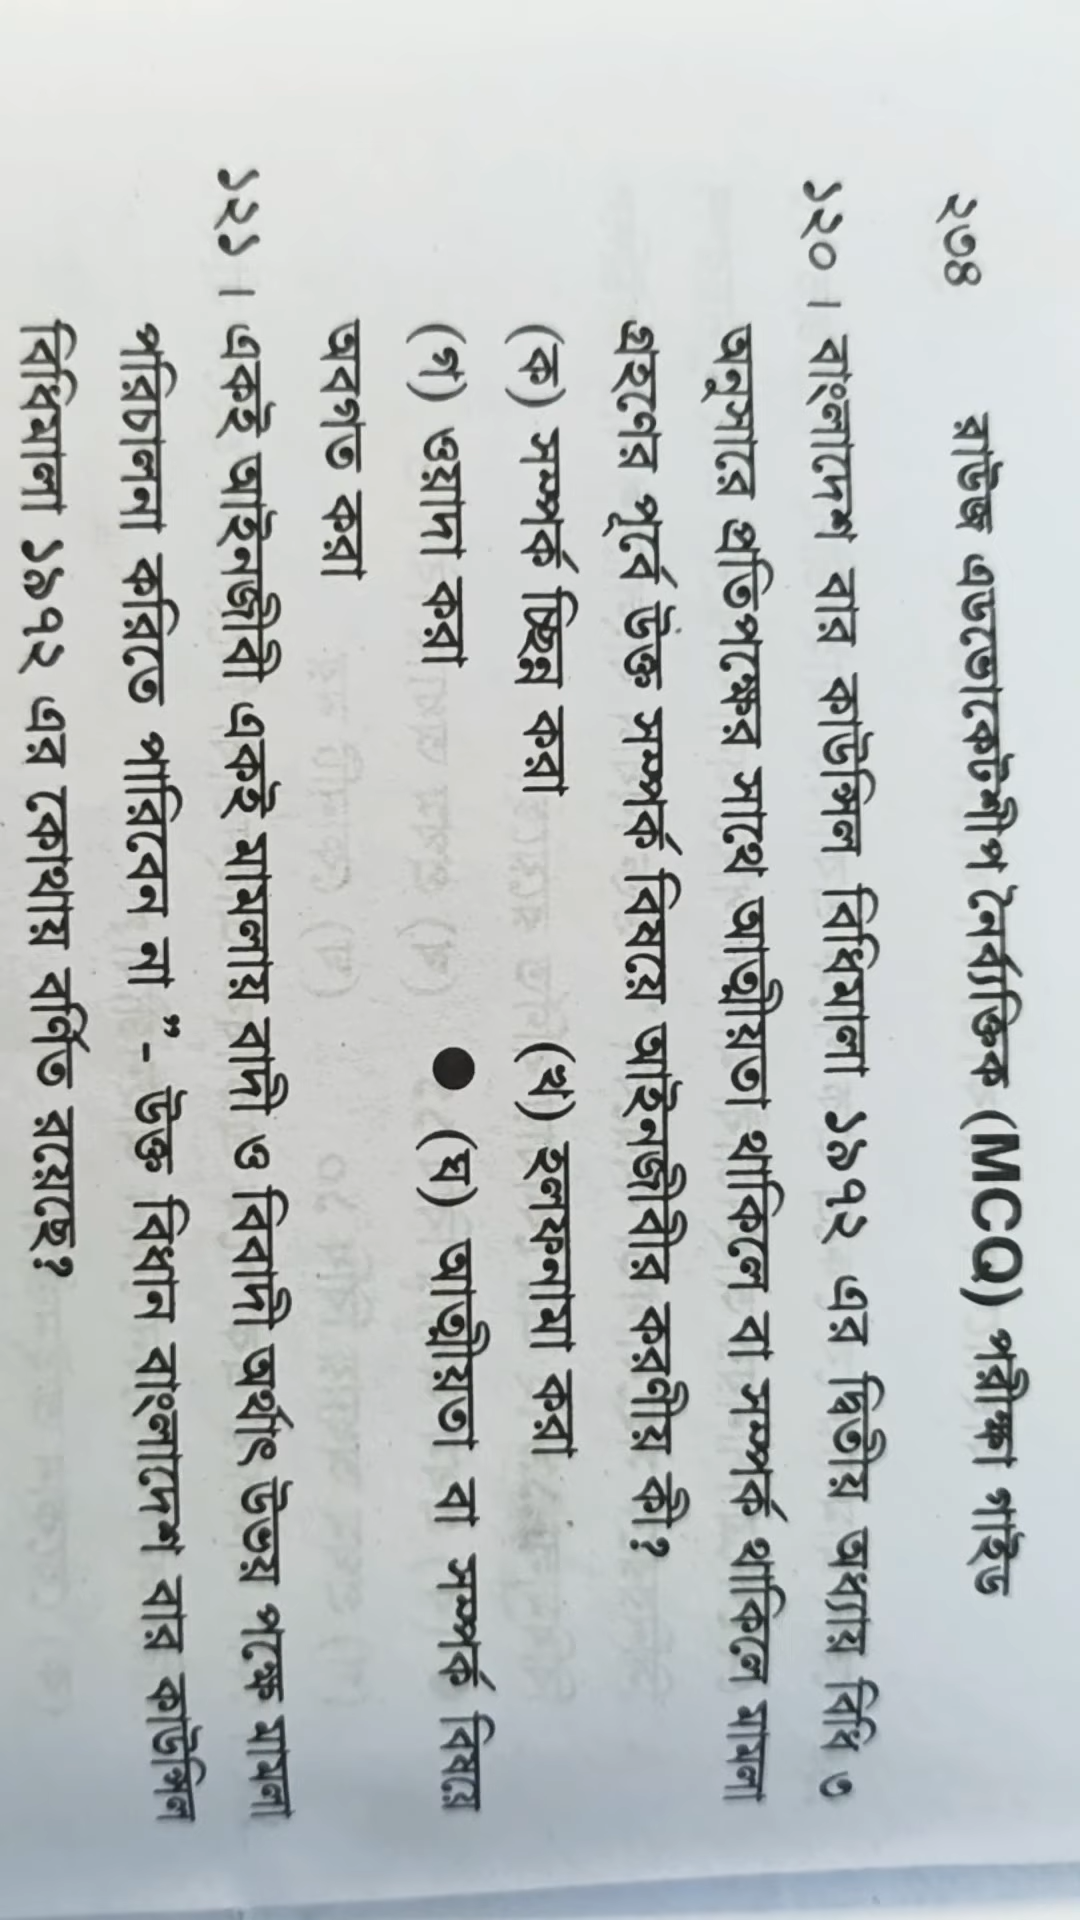 ২৩৪ রাউজ এডভোকেটশীপ নৈর্ব্যক্তিক (MCQ) পরীক্ষা গাইড
১২০। বাংলাদেশ বার কাউন্সিল বিধিমালা ১৯৭২ এর দ্বিতীয় অধ্যায় বিধি ৩
অনুসারে প্রতিপক্ষের সাথে আত্মীয়তা থাকিলে বা সম্পর্ক থাকিলে মামলা
গ্রহণের পূর্বে উক্ত সম্পর্ক বিষয়ে আইনজীবীর করণীয় কী?
(ক) সম্পর্ক ছিন্ন করা (খ) হলফনামা করা
(গ) ওয়াদা করা ● (ঘ) আত্মীয়তা বা সম্পর্ক বিষয়ে
অবগত করা
১২১। একই আইনজীবী একই মামলায় বাদী ও বিবাদী অর্থাৎ উভয় পক্ষে মামলা
পরিচালনা করিতে পারিবেন না ”- উক্ত বিধান বাংলাদেশ বার কাউন্সিল
বিধিমালা ১৯৭২ এর কোথায় বর্ণিত রয়েছে?